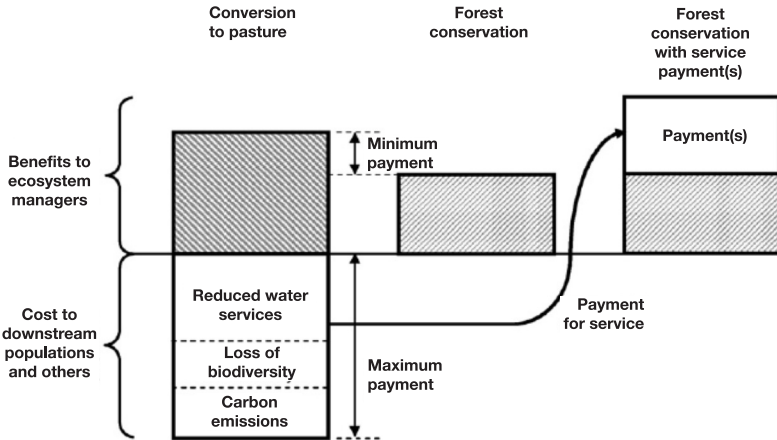 Conversion
to pasture
Forest
conservation
Forest
conservation
with service
payment(s)
Benefits to
ecosystem
managers
Minimum
payment
Payment(s)
Cost to
downstream
populations
and others
Reduced water
services
Loss of
biodiversity
Carbon
emissions
Maximum
payment
Payment
for service